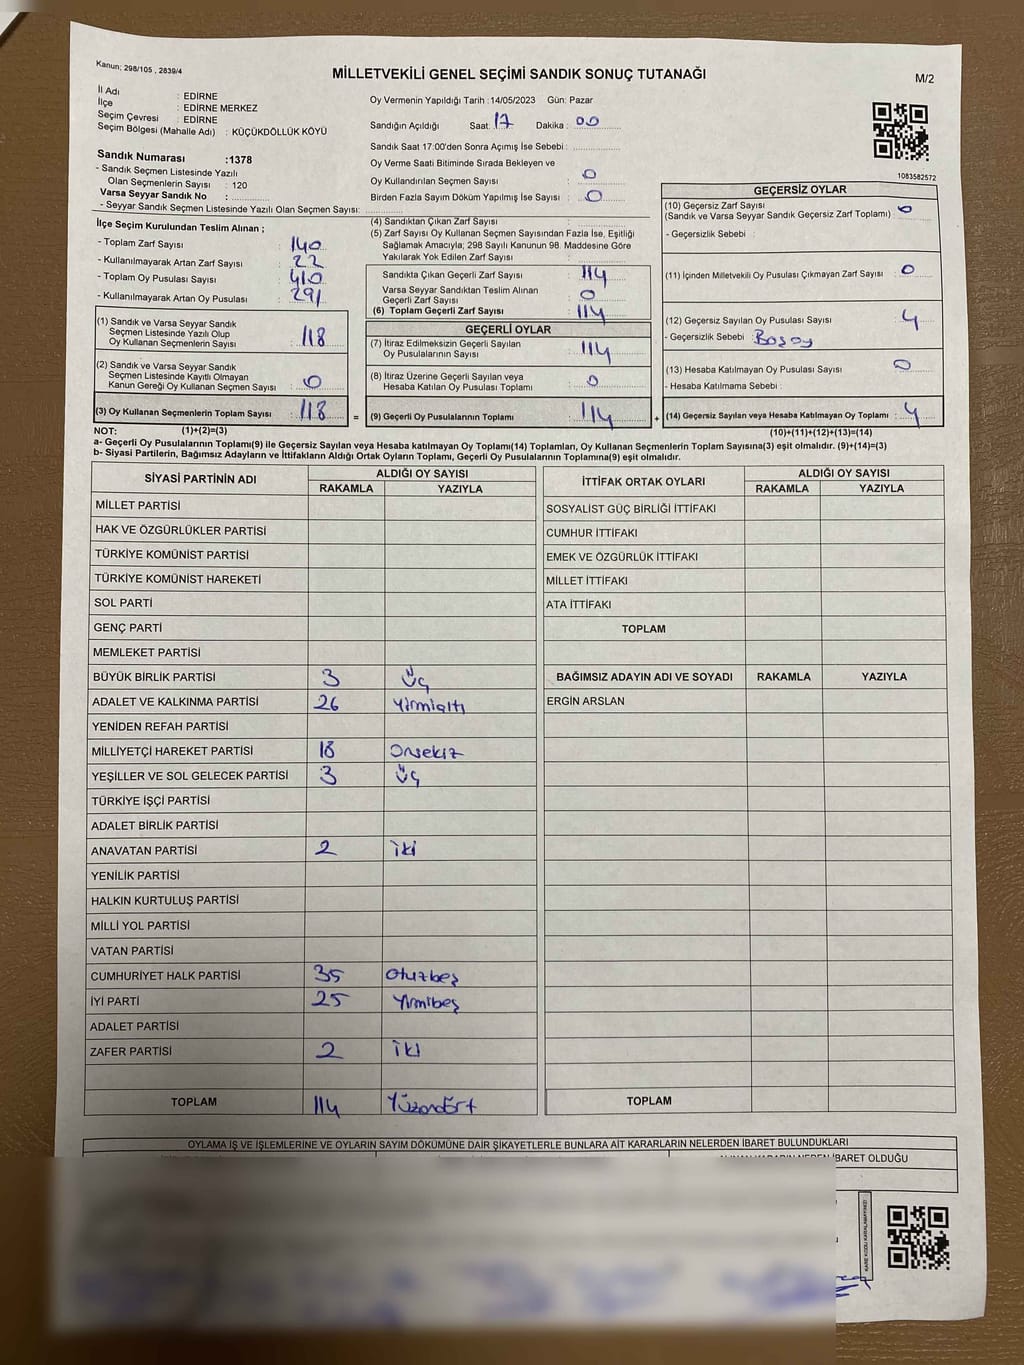 Kanun; 298/105 , 2839/4
MİLLETVEKİLİ GENEL SEÇİMİ SANDIK SONUÇ TUTANAĞI
M/2
İl Adı : EDİRNE
İlçe : EDİRNE MERKEZ
Seçim Çevresi : EDİRNE
Seçim Bölgesi (Mahalle Adı) : KÜÇÜKDÖLLÜK KÖYÜ
Sandık Numarası :1378
- Sandık Seçmen Listesinde Yazılı
Olan Seçmenlerin Sayısı : 120
Varsa Seyyar Sandık No :
- Seyyar Sandık Seçmen Listesinde Yazılı Olan Seçmen Sayısı:
Oy Vermenin Yapıldığı Tarih :14/05/2023 Gün: Pazar
Sandığın Açıldığı Saat: 17 Dakika : 00
Sandık Saat 17:00'den Sonra Açımış İse Sebebi :
Oy Verme Saati Bitiminde Sırada Bekleyen ve
Oy Kullandırılan Seçmen Sayısı : 0
Birden Fazla Sayım Döküm Yapılmış İse Sayısı : 0
1083582572
İlçe Seçim Kurulundan Teslim Alınan ;
- Toplam Zarf Sayısı : 140
- Kullanılmayarak Artan Zarf Sayısı : 22
- Toplam Oy Pusulası Sayısı : 410
- Kullanılmayarak Artan Oy Pusulası : 291
(1) Sandık ve Varsa Seyyar Sandık
Seçmen Listesinde Yazılı Olup
Oy Kullanan Seçmenlerin Sayısı : 118
(2) Sandık ve Varsa Seyyar Sandık
Seçmen Listesinde Kayıtlı Olmayan
Kanun Gereği Oy Kullanan Seçmen Sayısı : 0
(3) Oy Kullanan Seçmenlerin Toplam Sayısı : 118 =
(4) Sandıktan Çıkan Zarf Sayısı :
(5) Zarf Sayısı Oy Kullanan Seçmen Sayısından Fazla İse, Eşitliği
Sağlamak Amacıyla; 298 Sayılı Kanunun 98. Maddesine Göre
Yakılarak Yok Edilen Zarf Sayısı :
Sandıkta Çıkan Geçerli Zarf Sayısı : 114
Varsa Seyyar Sandıktan Teslim Alınan
Geçerli Zarf Sayısı : 0
(6) Toplam Geçerli Zarf Sayısı : 114
GEÇERLİ OYLAR
(7) İtiraz Edilmeksizin Geçerli Sayılan
Oy Pusulalarının Sayısı : 114
(8) İtiraz Üzerine Geçerli Sayılan veya
Hesaba Katılan Oy Pusulası Toplamı : 0
(9) Geçerli Oy Pusulalarının Toplamı : 114 +
GEÇERSİZ OYLAR
(10) Geçersiz Zarf Sayısı : 0
(Sandık ve Varsa Seyyar Sandık Geçersiz Zarf Toplamı)
- Geçersizlik Sebebi :
(11) İçinden Milletvekili Oy Pusulası Çıkmayan Zarf Sayısı : 0
(12) Geçersiz Sayılan Oy Pusulası Sayısı : 4
- Geçersizlik Sebebi : Boşoy
(13) Hesaba Katılmayan Oy Pusulası Sayısı : 0
- Hesaba Katılmama Sebebi :
(14) Geçersiz Sayılan veya Hesaba Katılmayan Oy Toplamı : 4
NOT: (1)+(2)=(3)
(10)+(11)+(12)+(13)=(14)
a- Geçerli Oy Pusulalarının Toplamı(9) ile Geçersiz Sayılan veya Hesaba katılmayan Oy Toplamı(14) Toplamları, Oy Kullanan Seçmenlerin Toplam Sayısına(3) eşit olmalıdır. (9)+(14)=(3)
b- Siyasi Partilerin, Bağımsız Adayların ve İttifakların Aldığı Ortak Oyların Toplamı, Geçerli Oy Pusulalarının Toplamına(9) eşit olmalıdır.
SİYASİ PARTİNİN ADI ALDIĞI OY SAYISI
RAKAMLA YAZIYLA
MİLLET PARTİSİ
HAK VE ÖZGÜRLÜKLER PARTİSİ
TÜRKİYE KOMÜNİST PARTİSİ
TÜRKİYE KOMÜNİST HAREKETİ
SOL PARTİ
GENÇ PARTİ
MEMLEKET PARTİSİ
BÜYÜK BİRLİK PARTİSİ 3 Üç
ADALET VE KALKINMA PARTİSİ 26 Yirmialtı
YENİDEN REFAH PARTİSİ
MİLLİYETÇİ HAREKET PARTİSİ 18 Onsekiz
YEŞİLLER VE SOL GELECEK PARTİSİ 3 Üç
TÜRKİYE İŞÇİ PARTİSİ
ADALET BİRLİK PARTİSİ
ANAVATAN PARTİSİ 2 İki
YENİLİK PARTİSİ
HALKIN KURTULUŞ PARTİSİ
MİLLİ YOL PARTİSİ
VATAN PARTİSİ
CUMHURİYET HALK PARTİSİ 35 Otuzbeş
İYİ PARTİ 25 Yirmibeş
ADALET PARTİSİ
ZAFER PARTİSİ 2 İki
TOPLAM 114 Yüzondört
İTTİFAK ORTAK OYLARI ALDIĞI OY SAYISI
RAKAMLA YAZIYLA
SOSYALİST GÜÇ BİRLİĞİ İTTİFAKI
CUMHUR İTTİFAKI
EMEK VE ÖZGÜRLÜK İTTİFAKI
MİLLET İTTİFAKI
ATA İTTİFAKI
TOPLAM
BAĞIMSIZ ADAYIN ADI VE SOYADI RAKAMLA YAZIYLA
ERGİN ARSLAN
TOPLAM
OYLAMA İŞ VE İŞLEMLERİNE VE OYLARIN SAYIM DÖKÜMÜNE DAİR ŞİKAYETLERLE BUNLARA AİT KARARLARIN NELERDEN İBARET BULUNDUKLARI
İBARET OLDUĞU
KARE KODU KARALAMAYINIZ!